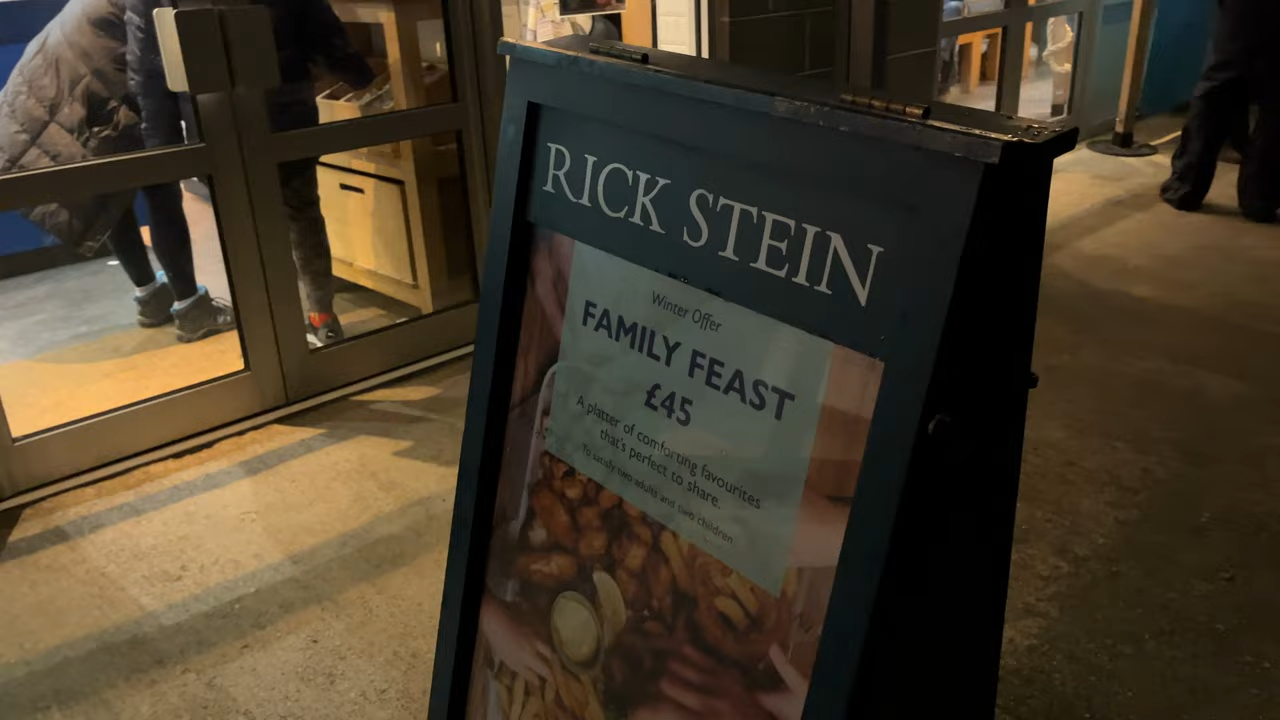 RICK STEIN
Winter Offer
FAMILY FEAST
£45
A platter of comforting favourites
that's perfect to share.
To satisfy two adults and two children